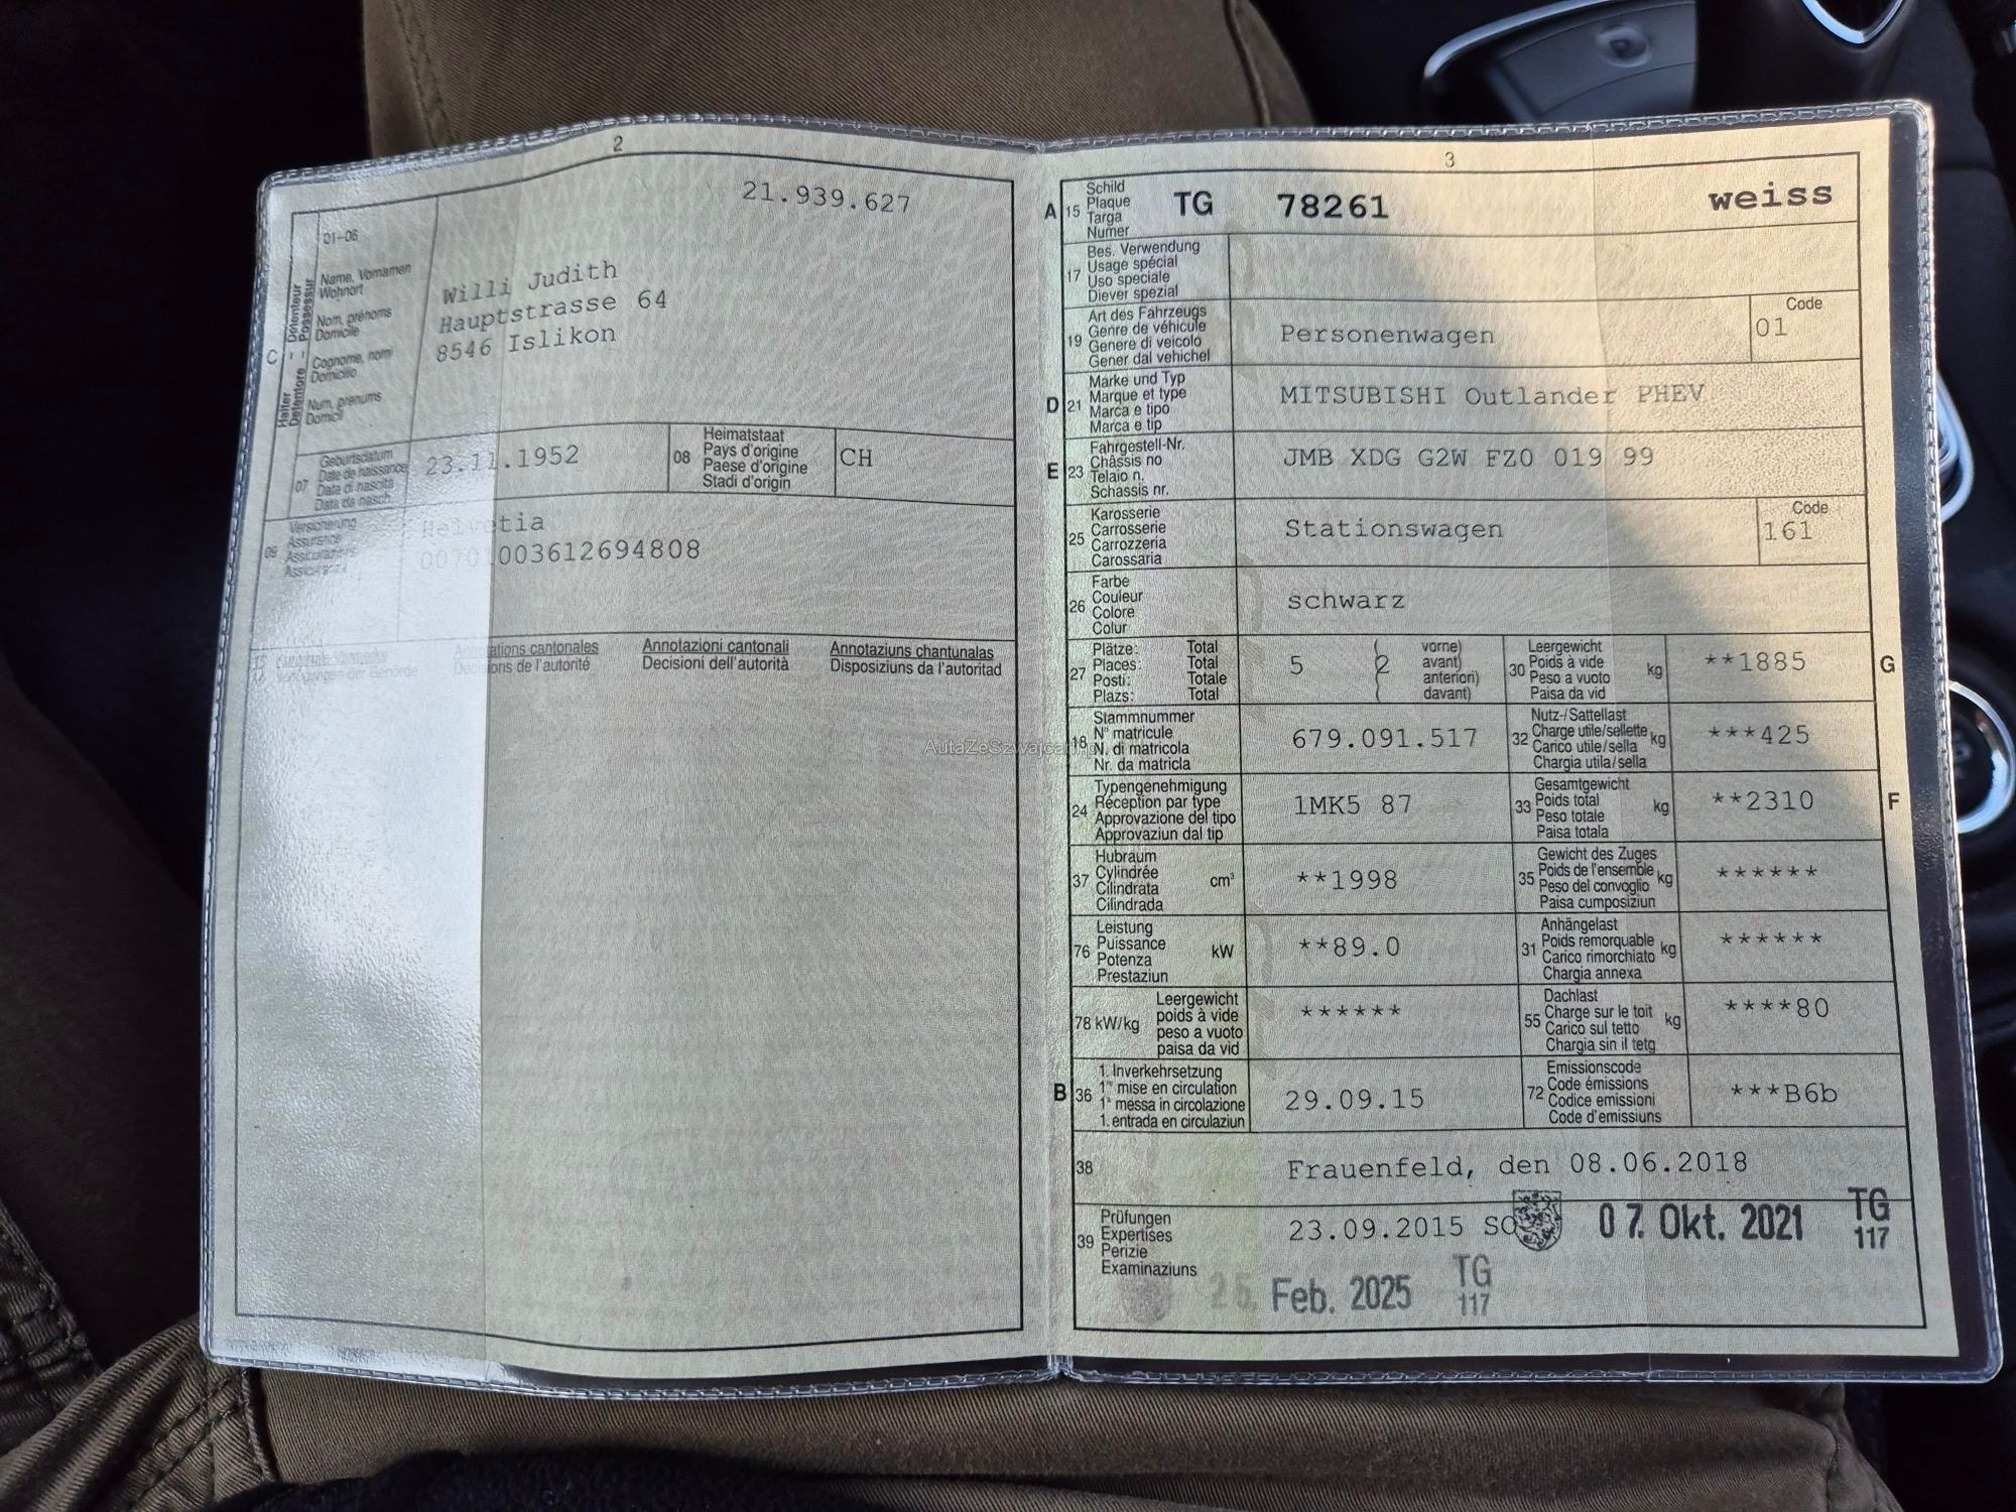 2
21.939.627
01-06
C
Halter - Détenteur
Detentore - Possessur
Name, Vornamen
Wohnort
Nom, prénoms
Domicile
Cognome, nomi
Domicilio
Num, prenums
Domicil
Willi Judith
Hauptstrasse 64
8546 Islikon
07
Geburtsdatum
Date de naissance
Data di nascita
Data da nasch.
23.11.1952
08
Heimatstaat
Pays d'origine
Paese d'origine
Stadi d'origin
CH
09
Versicherung
Assurance
Assicurazione
Helvetia
003612694808
Annotations cantonales
Décisions de l'autorité
Annotazioni cantonali
Decisioni dell'autorità
Annotaziuns chantunalas
Disposiziuns da l'autoritad
3
A 15
Schild
Plaque
Targa
Numer
TG 78261 weiss
17
Bes. Verwendung
Usage spécial
Uso speciale
Diever spezial
19
Art des Fahrzeugs
Genre de véhicule
Genere di veicolo
Gener dal vehichel
Personenwagen
Code
01
D 21
Marke und Typ
Marque et type
Marca e tipo
Marca e tip
MITSUBISHI Outlander PHEV
E 23
Fahrgestell-Nr.
Châssis no
Telaio n.
Schassis nr.
JMB XDG G2W FZ0 019 99
25
Karosserie
Carrosserie
Carrozzeria
Carossaria
Stationswagen
Code
161
26
Farbe
Couleur
Colore
Colur
schwarz
27
Plätze: Total
Places: Total
Posti: Totale
Plazs: Total
5 ( 2
vorne)
avant)
anteriori)
davant)
30
Leergewicht
Poids à vide
Peso a vuoto
Paisa da vid
kg
**1885
G
18
Stammnummer
N° matricule
N. di matricola
Nr. da matricla
679.091.517
32
Nutz-/Sattellast
Charge utile/sellette
Carico utile/sella
Chargia utila/sella
kg
***425
24
Typengenehmigung
Réception par type
Approvazione del tipo
Approvaziun dal tip
1MK5 87
33
Gesamtgewicht
Poids total
Peso totale
Paisa totala
kg
**2310
F
37
Hubraum
Cylindrée
Cilindrata
Cilindrada
cm³
**1998
35
Gewicht des Zuges
Poids de l'ensemble
Peso del convoglio
Paisa cumposiziun
kg
******
76
Leistung
Puissance
Potenza
Prestaziun
kW
**89.0
31
Anhängelast
Poids remorquable
Carico rimorchiato
Chargia annexa
kg
******
78 kW/kg
Leergewicht
poids à vide
peso a vuoto
paisa da vid
******
55
Dachlast
Charge sur le toit
Carico sul tetto
Chargia sin il tetg
kg
****80
B 36
1. Inverkehrsetzung
1re mise en circulation
1a messa in circolazione
1. entrada en circulaziun
29.09.15
72
Emissionscode
Code émissions
Codice emissioni
Code d'emissiuns
***B6b
38
Frauenfeld, den 08.06.2018
39
Prüfungen
Expertises
Perizie
Examinaziuns
23.09.2015 SO
07. Okt. 2021 TG
117
25. Feb. 2025 TG
117